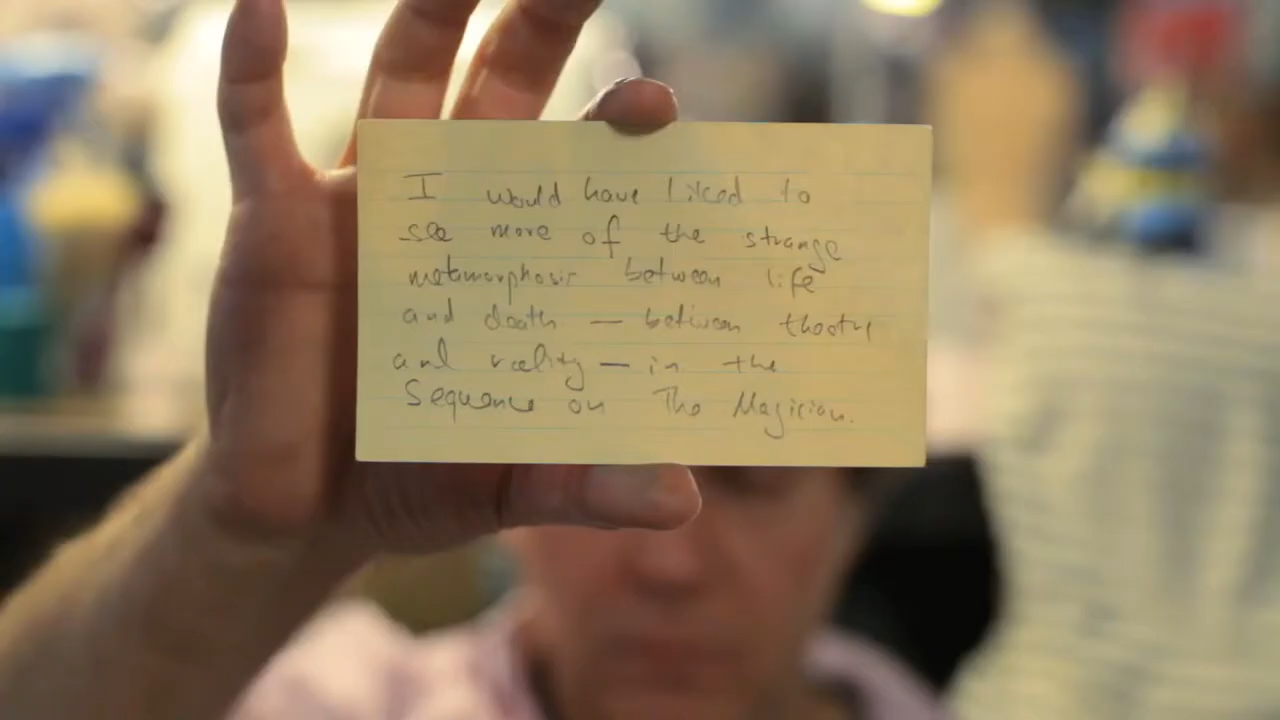 I would have liked to
see more of the strange
metamorphosis between life
and death — between theatre
and reality — in the
Sequence on The Magician.